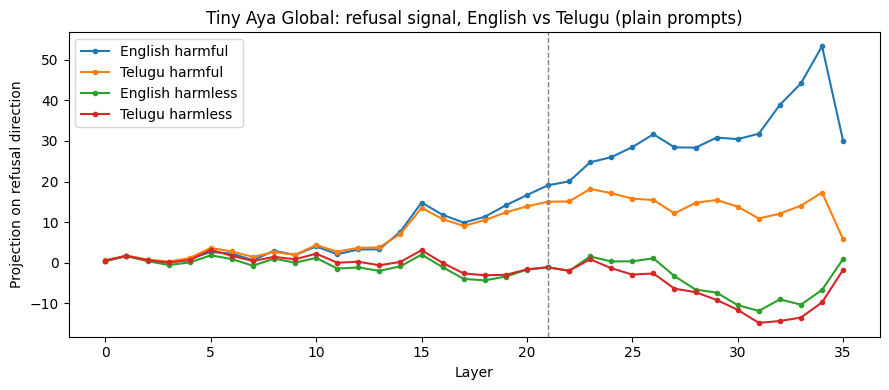 Tiny Aya Global: refusal signal, English vs Telugu (plain prompts)
English harmful
Telugu harmful
English harmless
Telugu harmless
Projection on refusal direction
50
40
30
20
10
0
−10
0 5 10 15 20 25 30 35
Layer